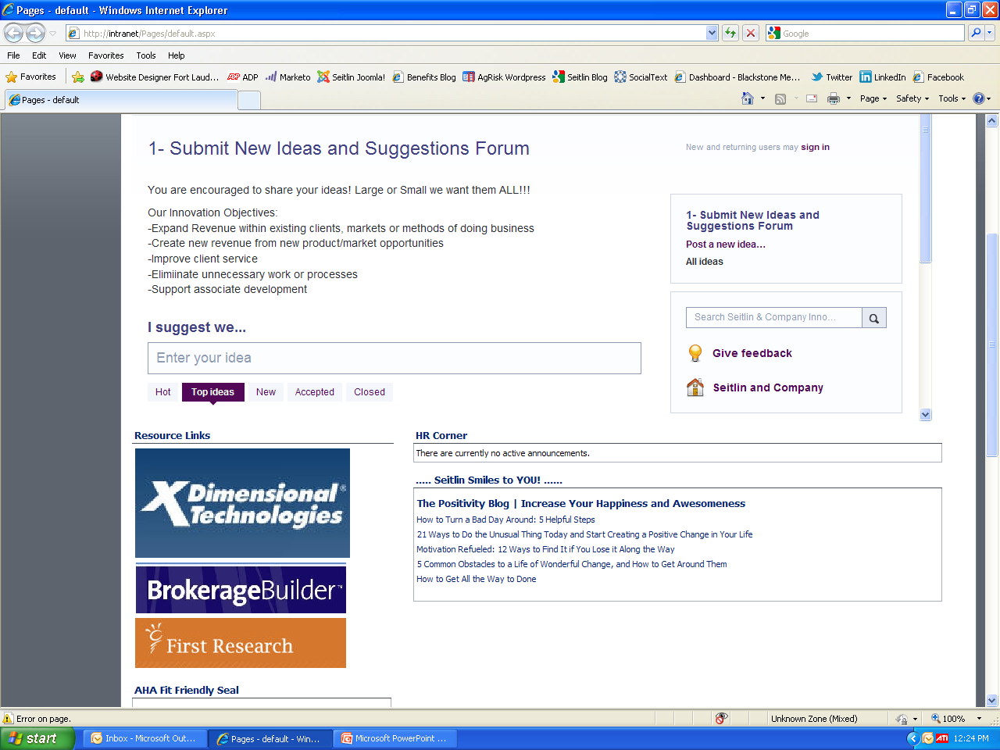 Pages - default - Windows Internet Explorer
http://intranet/Pages/default.aspx
Google
File Edit View Favorites Tools Help
Favorites Website Designer Fort Laud... ADP Marketo Seitlin Joomla! Benefits Blog AgRisk Wordpress Seitlin Blog SocialText Dashboard - Blackstone Me... Twitter LinkedIn Facebook
Pages - default
Page Safety Tools
1- Submit New Ideas and Suggestions Forum
New and returning users may sign in
You are encouraged to share your ideas! Large or Small we want them ALL!!!
Our Innovation Objectives:
-Expand Revenue within existing clients, markets or methods of doing business
-Create new revenue from new product/market opportunities
-Improve client service
-Elimiinate unnecessary work or processes
-Support associate development
I suggest we...
Enter your idea
Hot Top ideas New Accepted Closed
1- Submit New Ideas and
Suggestions Forum
Post a new idea...
All ideas
Search Seitlin & Company Inno...
Give feedback
Seitlin and Company
Resource Links
XDimensional
Technologies®
BrokerageBuilder™
First Research
AHA Fit Friendly Seal
HR Corner
There are currently no active announcements.
..... Seitlin Smiles to YOU! ......
The Positivity Blog | Increase Your Happiness and Awesomeness
How to Turn a Bad Day Around: 5 Helpful Steps
21 Ways to Do the Unusual Thing Today and Start Creating a Positive Change in Your Life
Motivation Refueled: 12 Ways to Find It if You Lose it Along the Way
5 Common Obstacles to a Life of Wonderful Change, and How to Get Around Them
How to Get All the Way to Done
Error on page.
Unknown Zone (Mixed)
100%
start
Inbox - Microsoft Out...
Pages - default - Win...
Microsoft PowerPoint ...
ATI
12:24 PM